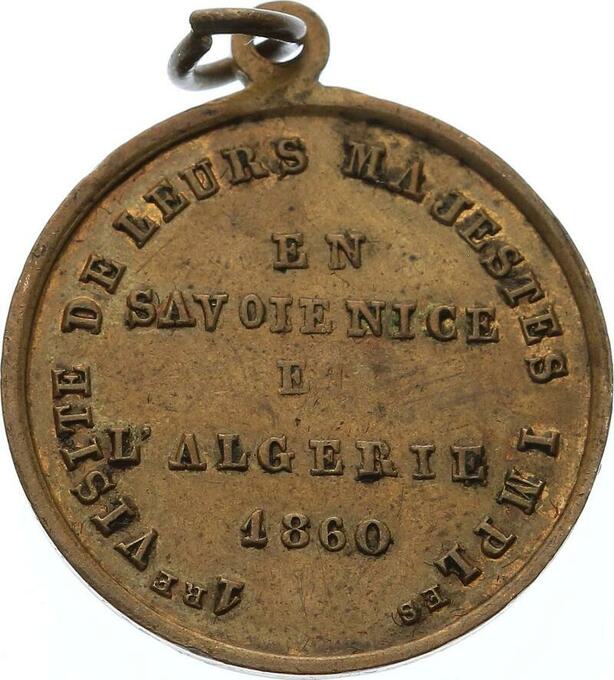 1RE VISITE DE LEURS MAJESTES IMPLES
EN
SAVOIE NICE
E
L'ALGERIE
1860